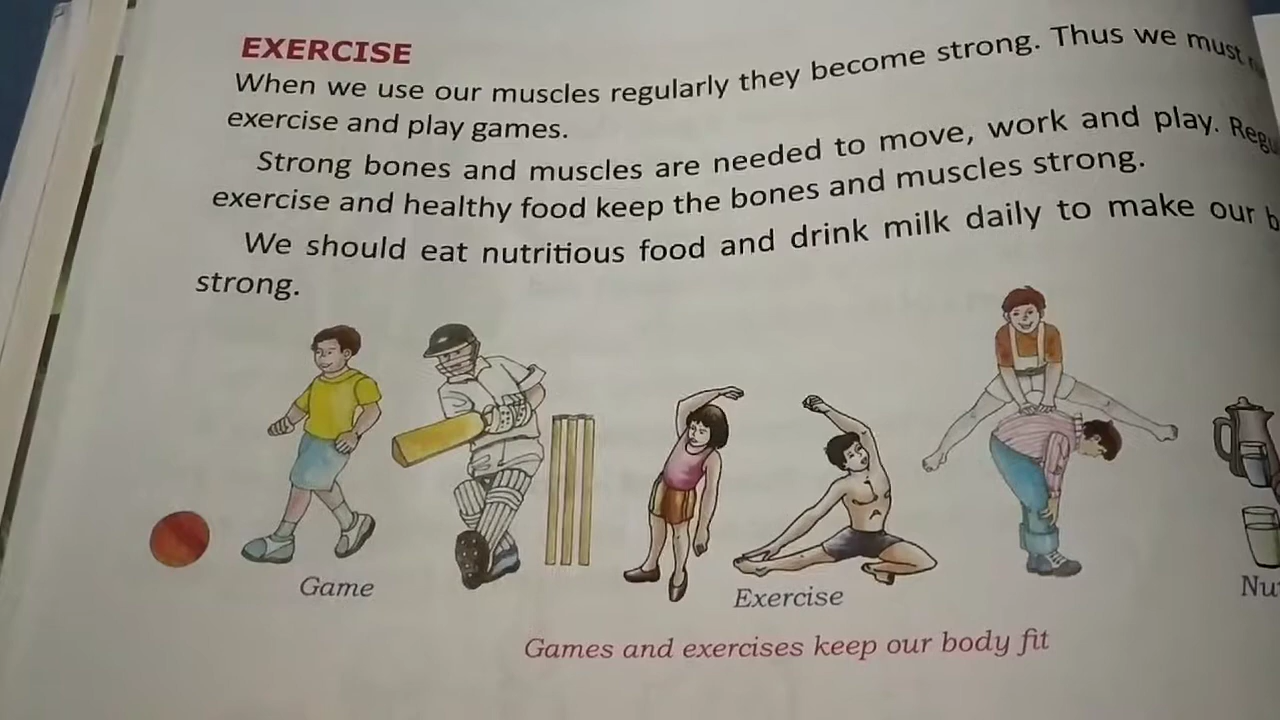 EXERCISE
When we use our muscles regularly they become strong. Thus we must
exercise and play games.
Strong bones and muscles are needed to move, work and play.
exercise and healthy food keep the bones and muscles strong.
We should eat nutritious food and drink milk daily to make our
strong.
Game
Exercise
Games and exercises keep our body fit